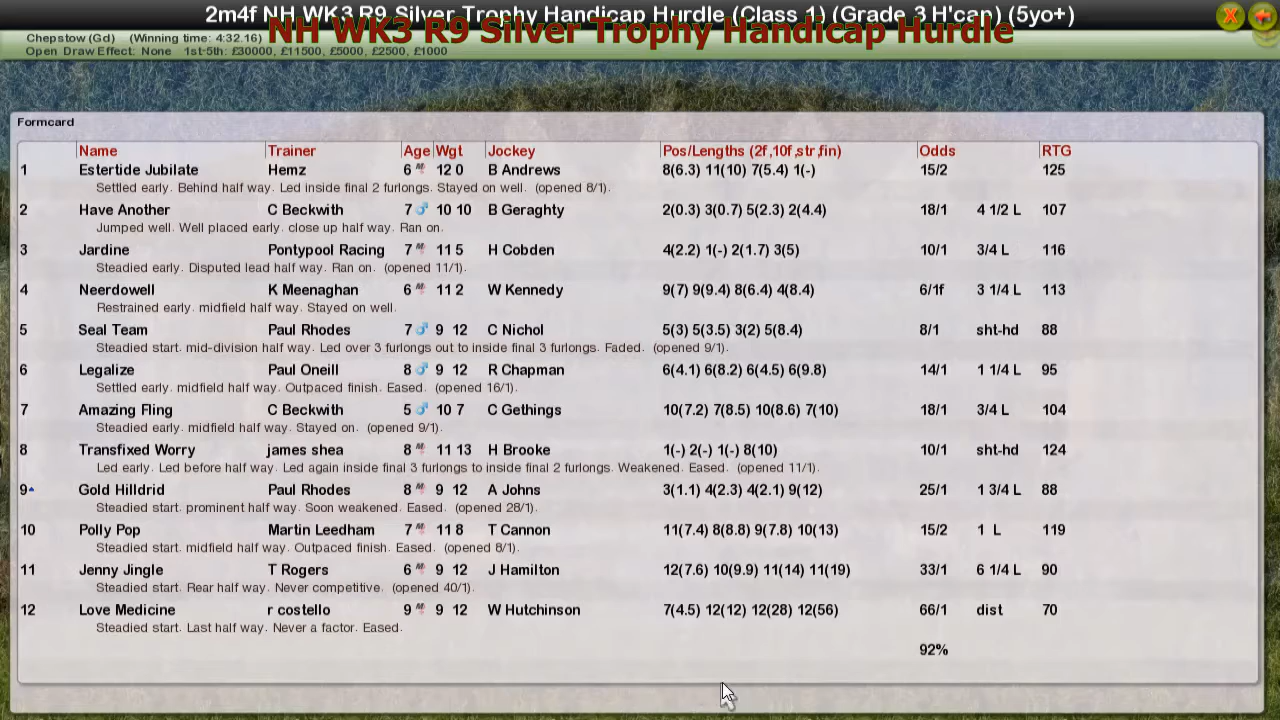 2m4f NH WK3 R9 Silver Trophy Handicap Hurdle (Class 1) (Grade 3 H'cap) (5yo+)
NH WK3 R9 Silver Trophy Handicap Hurdle
Chepstow (Gd) (Winning time: 4:32.16)
Open Draw Effect: None 1st-5th: £30000, £11500, £5000, £2500, £1000
Formcard
Name Trainer Age Wgt Jockey Pos/Lengths (2f,10f,str,fin) Odds RTG
1 Estertide Jubilate Hemz 6 12 0 B Andrews 8(6.3) 11(10) 7(5.4) 1(-) 15/2 125
Settled early. Behind half way. Led inside final 2 furlongs. Stayed on well. (opened 8/1).
2 Have Another C Beckwith 7 10 10 B Geraghty 2(0.3) 3(0.7) 5(2.3) 2(4.4) 18/1 4 1/2 L 107
Jumped well. Well placed early. close up half way. Ran on.
3 Jardine Pontypool Racing 7 11 5 H Cobden 4(2.2) 1(-) 2(1.7) 3(5) 10/1 3/4 L 116
Steadied early. Disputed lead half way. Ran on. (opened 11/1).
4 Neerdowell K Meenaghan 6 11 2 W Kennedy 9(7) 9(9.4) 8(6.4) 4(8.4) 6/1f 3 1/4 L 113
Restrained early. midfield half way. Stayed on well.
5 Seal Team Paul Rhodes 7 9 12 C Nichol 5(3) 5(3.5) 3(2) 5(8.4) 8/1 sht-hd 88
Steadied start. mid-division half way. Led over 3 furlongs out to inside final 3 furlongs. Faded. (opened 9/1).
6 Legalize Paul Oneill 8 9 12 R Chapman 6(4.1) 6(8.2) 6(4.5) 6(9.8) 14/1 1 1/4 L 95
Settled early. midfield half way. Outpaced finish. Eased. (opened 16/1).
7 Amazing Fling C Beckwith 5 10 7 C Gethings 10(7.2) 7(8.5) 10(8.6) 7(10) 18/1 3/4 L 104
Steadied early. midfield half way. Stayed on. (opened 9/1).
8 Transfixed Worry james shea 8 11 13 H Brooke 1(-) 2(-) 1(-) 8(10) 10/1 sht-hd 124
Led early. Led before half way. Led again inside final 3 furlongs to inside final 2 furlongs. Weakened. Eased. (opened 11/1).
9 Gold Hilldrid Paul Rhodes 8 9 12 A Johns 3(1.1) 4(2.3) 4(2.1) 9(12) 25/1 1 3/4 L 88
Steadied start. prominent half way. Soon weakened. Eased. (opened 28/1).
10 Polly Pop Martin Leedham 7 11 8 T Cannon 11(7.4) 8(8.8) 9(7.8) 10(13) 15/2 1 L 119
Steadied start. midfield half way. Outpaced finish. Eased. (opened 8/1).
11 Jenny Jingle T Rogers 6 9 12 J Hamilton 12(7.6) 10(9.9) 11(14) 11(19) 33/1 6 1/4 L 90
Steadied start. Rear half way. Never competitive. (opened 40/1).
12 Love Medicine r costello 9 9 12 W Hutchinson 7(4.5) 12(12) 12(28) 12(56) 66/1 dist 70
Steadied start. Last half way. Never a factor. Eased.
92%